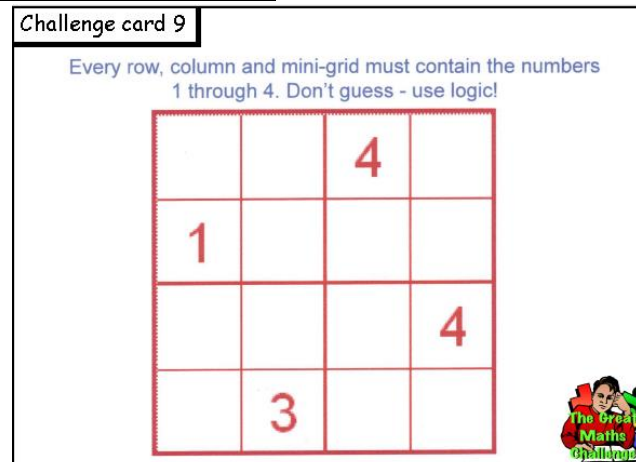 Challenge card 9
Every row, column and mini-grid must contain the numbers
1 through 4. Don't guess - use logic!
4
1
4
3
The Great
Maths
Challenge